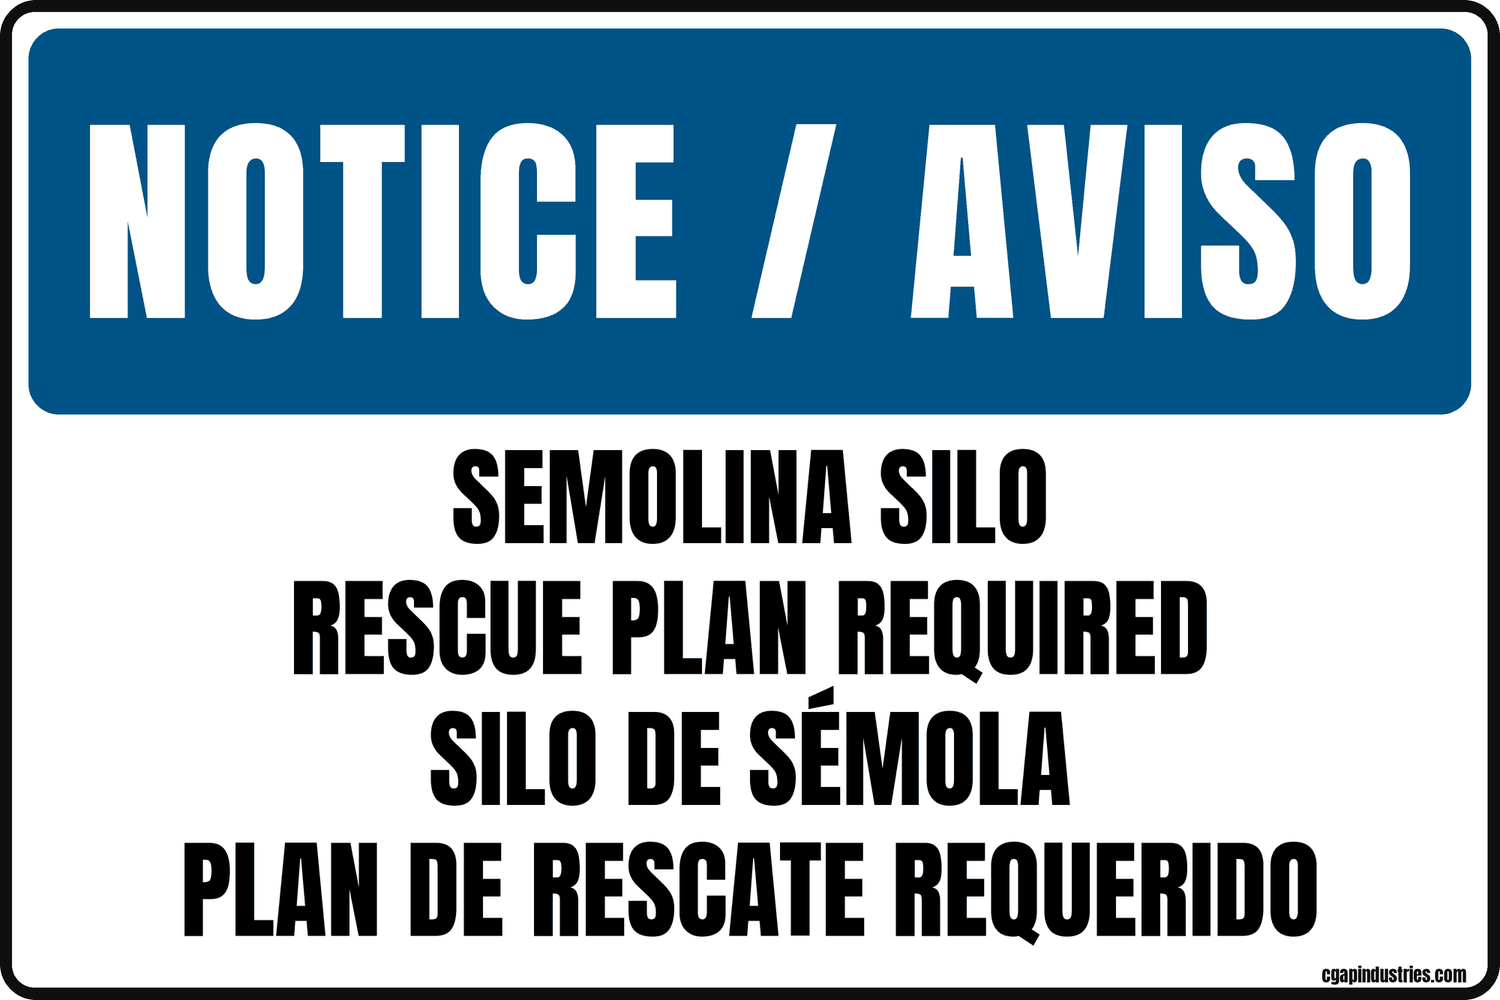 NOTICE / AVISO
SEMOLINA SILO
RESCUE PLAN REQUIRED
SILO DE SÉMOLA
PLAN DE RESCATE REQUERIDO
cgapindustries.com